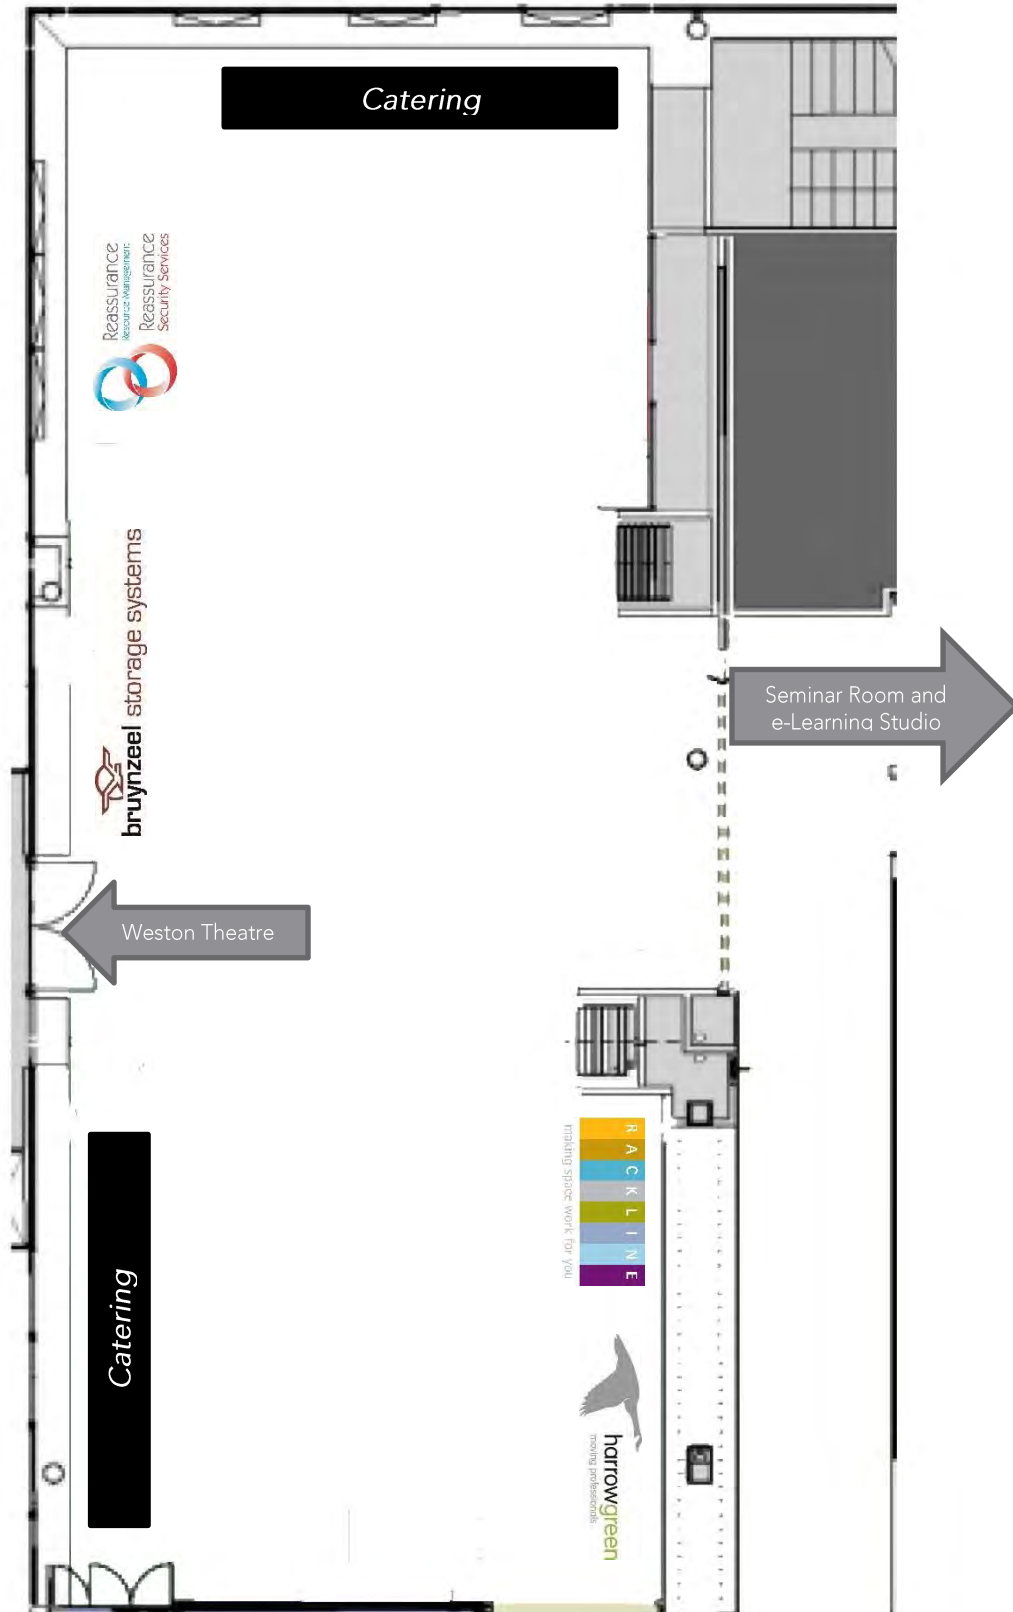 Catering
Reassurance
Resource Management
Reassurance
Security Services
bruynzeel storage systems
Seminar Room and
e-Learning Studio
Weston Theatre
RACKLINE
making space work for you
Catering
harrowgreen
moving professionals